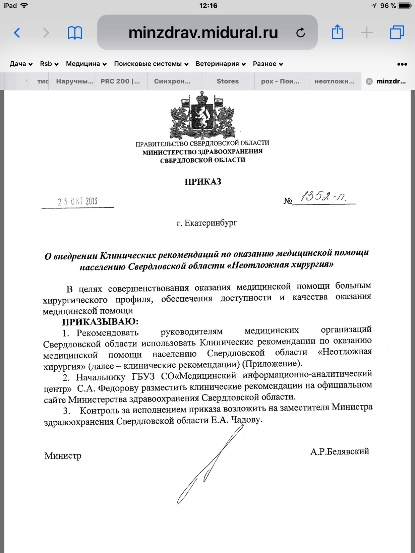 iPad 12:16 96 %
minzdrav.midural.ru
Дача Rsb Медицина Поисковые системы Ветеринария Разное
тис Наручны... PRC 200 |... Синхрон... Stores рох - Пои... неотложн... minzdr...
ПРАВИТЕЛЬСТВО СВЕРДЛОВСКОЙ ОБЛАСТИ
МИНИСТЕРСТВО ЗДРАВООХРАНЕНИЯ
СВЕРДЛОВСКОЙ ОБЛАСТИ
ПРИКАЗ
ОКТ 2015 № 1352-п.
г. Екатеринбург
О внедрении Клинических рекомендаций по оказанию медицинской помощи
населению Свердловской области «Неотложная хирургия»
В целях совершенствования оказания медицинской помощи больным
хирургического профиля, обеспечения доступности и качества оказания
медицинской помощи
ПРИКАЗЫВАЮ:
1. Рекомендовать руководителям медицинских организаций
Свердловской области использовать Клинические рекомендации по оказанию
медицинской помощи населению Свердловской области «Неотложная
хирургия» (далее – клинические рекомендации) (Приложение).
2. Начальнику ГБУЗ СО«Медицинский информационно-аналитический
центр» С.А. Федорову разместить клинические рекомендации на официальном
сайте Министерства здравоохранения Свердловской области.
3. Контроль за исполнением приказа возложить на заместителя Министра
здравоохранения Свердловской области Е.А. Чадову.
Министр А.Р.Белявский